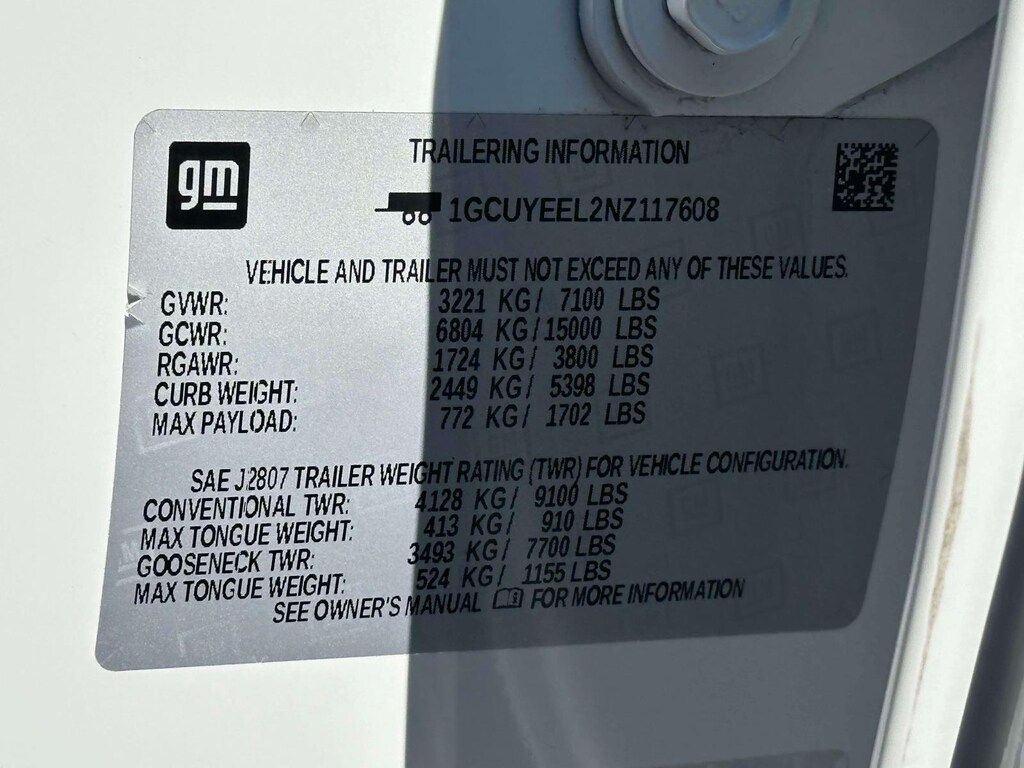 gm
TRAILERING INFORMATION
1GCUYEEL2NZ117608
VEHICLE AND TRAILER MUST NOT EXCEED ANY OF THESE VALUES.
GVWR: 3221 KG/ 7100 LBS
GCWR: 6804 KG/15000 LBS
RGAWR: 1724 KG/ 3800 LBS
CURB WEIGHT: 2449 KG/ 5398 LBS
MAX PAYLOAD: 772 KG/ 1702 LBS
SAE J2807 TRAILER WEIGHT RATING (TWR) FOR VEHICLE CONFIGURATION.
CONVENTIONAL TWR: 4128 KG/ 9100 LBS
MAX TONGUE WEIGHT: 413 KG/ 910 LBS
GOOSENECK TWR: 3493 KG/ 7700 LBS
MAX TONGUE WEIGHT: 524 KG/ 1155 LBS
SEE OWNER'S MANUAL FOR MORE INFORMATION